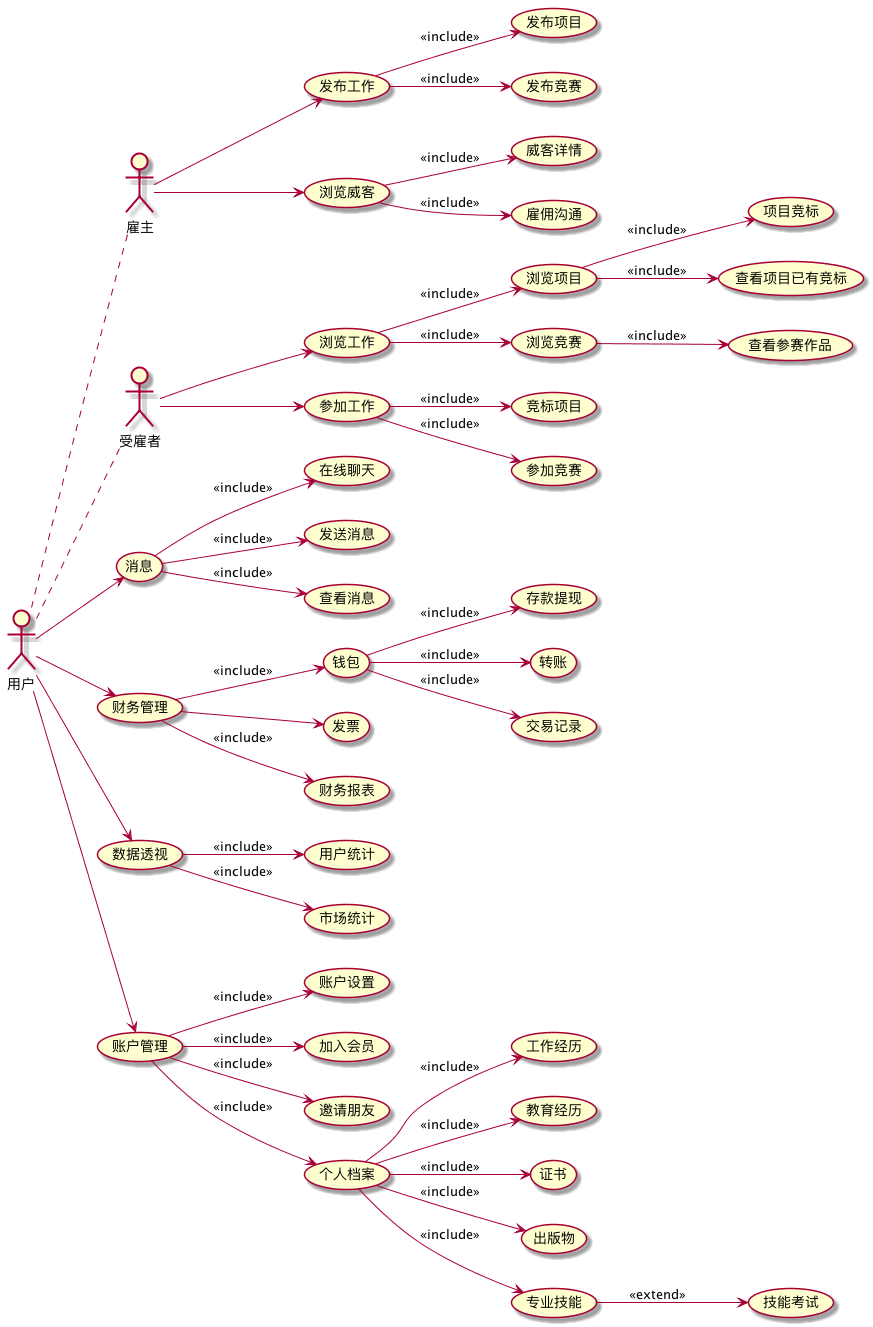 «include»
发布项目
«include»
发布竞赛
发布工作
«include»
威客详情
浏览威客
«include»
雇佣沟通
雇主
«include»
项目竞标
«include»
浏览项目
«include»
查看项目已有竞标
浏览工作
«include»
浏览竞赛
«include»
查看参赛作品
参加工作
«include»
竞标项目
«include»
参加竞赛
受雇者
«include»
在线聊天
«include»
发送消息
消息
«include»
查看消息
«include»
存款提现
«include»
钱包
«include»
转账
«include»
交易记录
用户
财务管理
发票
«include»
财务报表
数据透视
«include»
用户统计
«include»
市场统计
«include»
账户设置
账户管理
«include»
加入会员
«include»
邀请朋友
«include»
个人档案
«include»
工作经历
«include»
教育经历
«include»
证书
«include»
出版物
«include»
专业技能
«extend»
技能考试